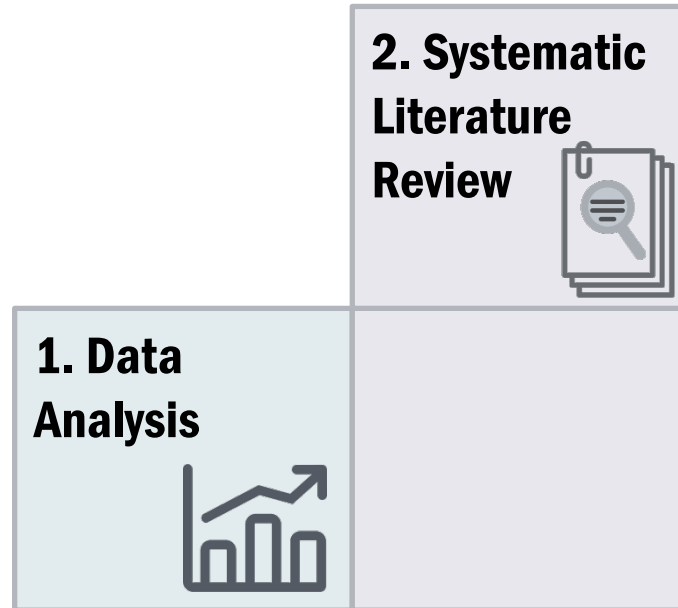 2. Systematic
Literature
Review
1. Data
Analysis